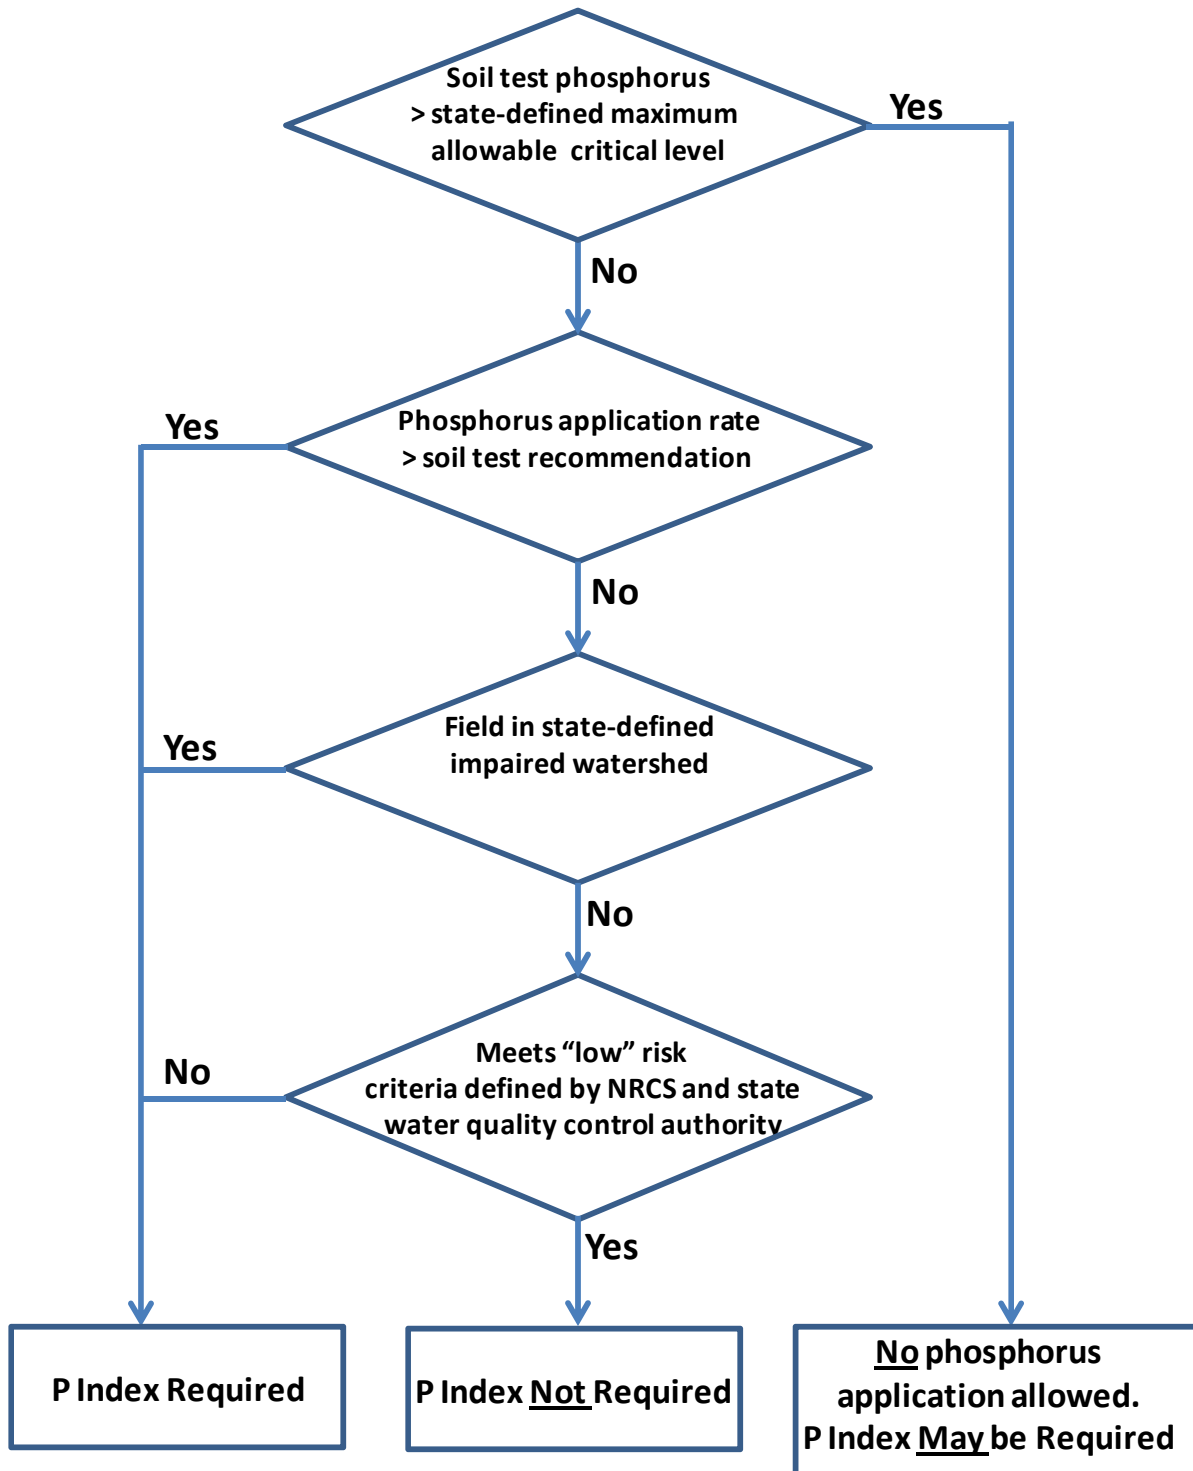 Soil test phosphorus
> state-defined maximum
allowable critical level
Yes
No
Phosphorus application rate
> soil test recommendation
Yes
No
Field in state-defined
impaired watershed
Yes
No
Meets “low” risk
criteria defined by NRCS and state
water quality control authority
No
Yes
P Index Required
P Index Not Required
No phosphorus
application allowed.
P Index May be Required